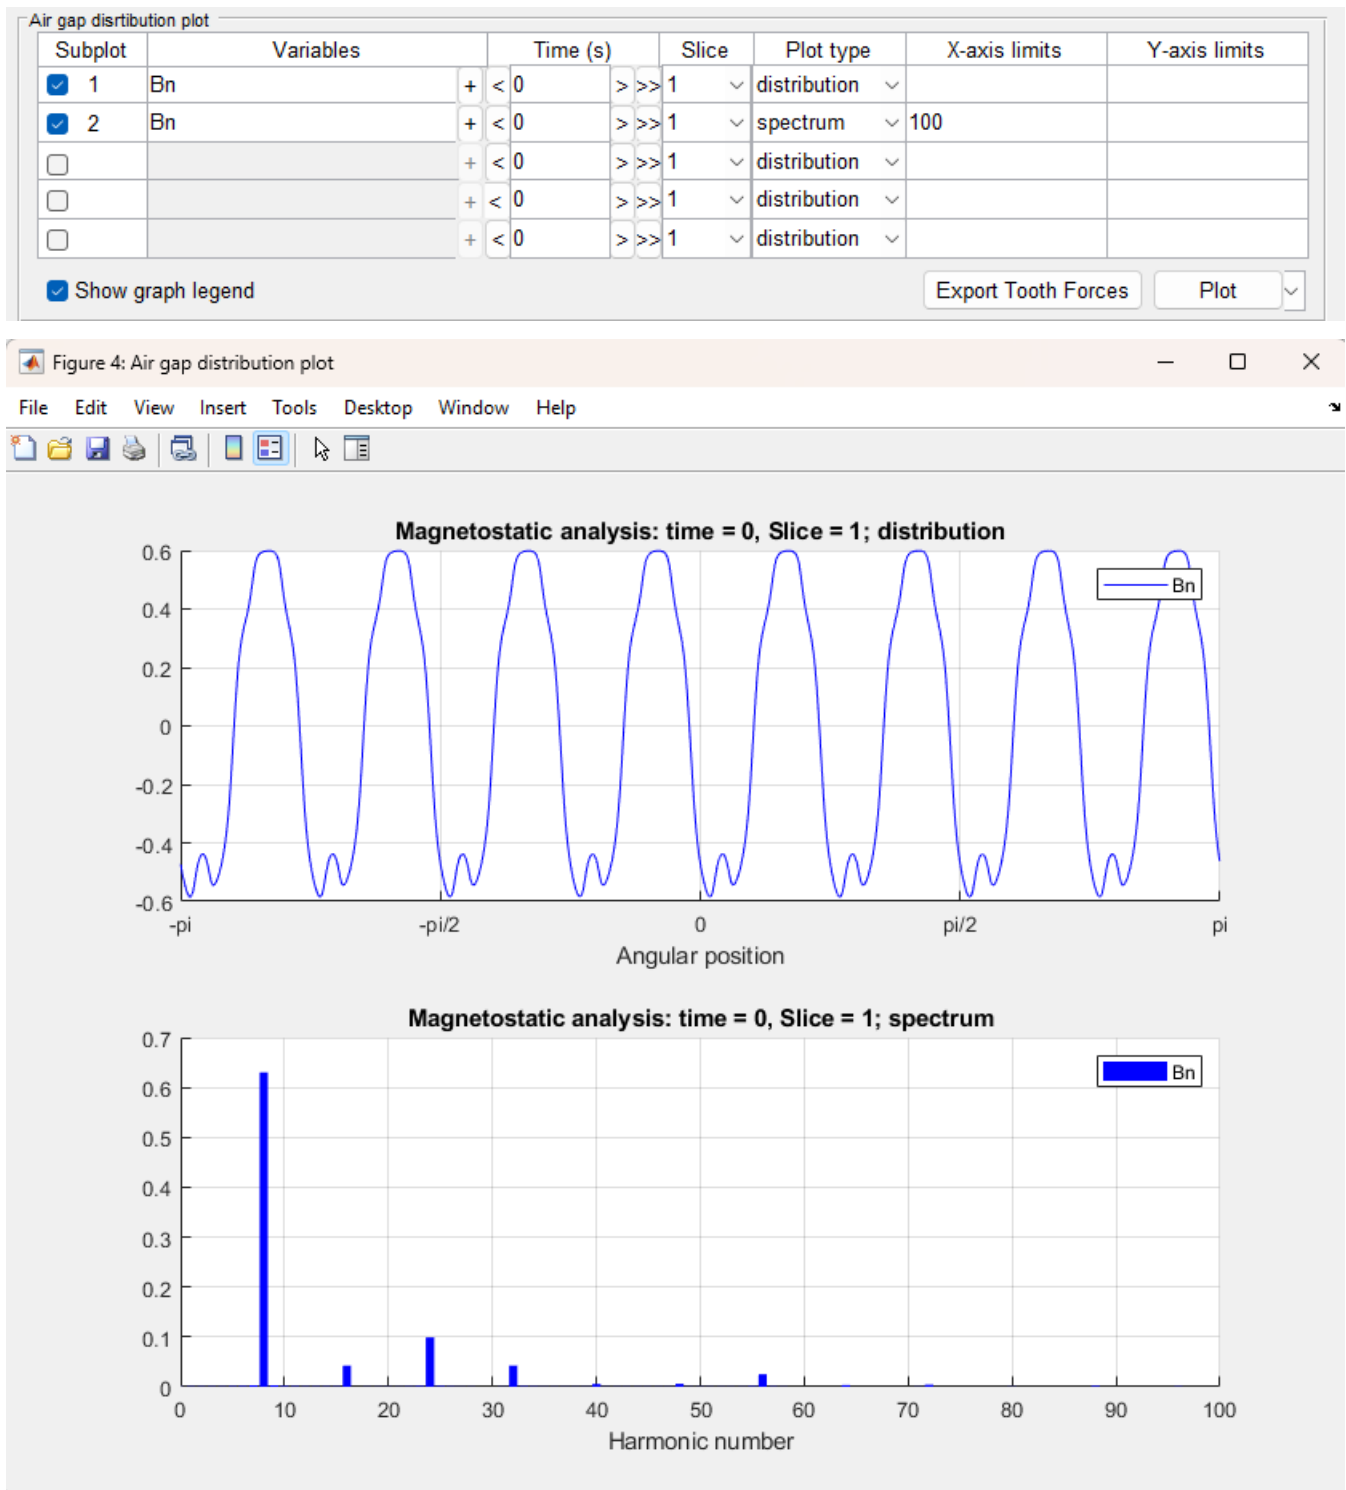 Air gap disrtibution plot
Subplot Variables Time (s) Slice Plot type X-axis limits Y-axis limits
1 Bn + < 0 > >> 1 distribution
2 Bn + < 0 > >> 1 spectrum 100
+ < 0 > >> 1 distribution
+ < 0 > >> 1 distribution
+ < 0 > >> 1 distribution
Show graph legend Export Tooth Forces Plot
Figure 4: Air gap distribution plot
File Edit View Insert Tools Desktop Window Help
Magnetostatic analysis: time = 0, Slice = 1; distribution
0.6
Bn
0.4
0.2
0
-0.2
-0.4
-0.6
-pi -pi/2 0 pi/2 pi
Angular position
Magnetostatic analysis: time = 0, Slice = 1; spectrum
0.7
Bn
0.6
0.5
0.4
0.3
0.2
0.1
0
0 10 20 30 40 50 60 70 80 90 100
Harmonic number